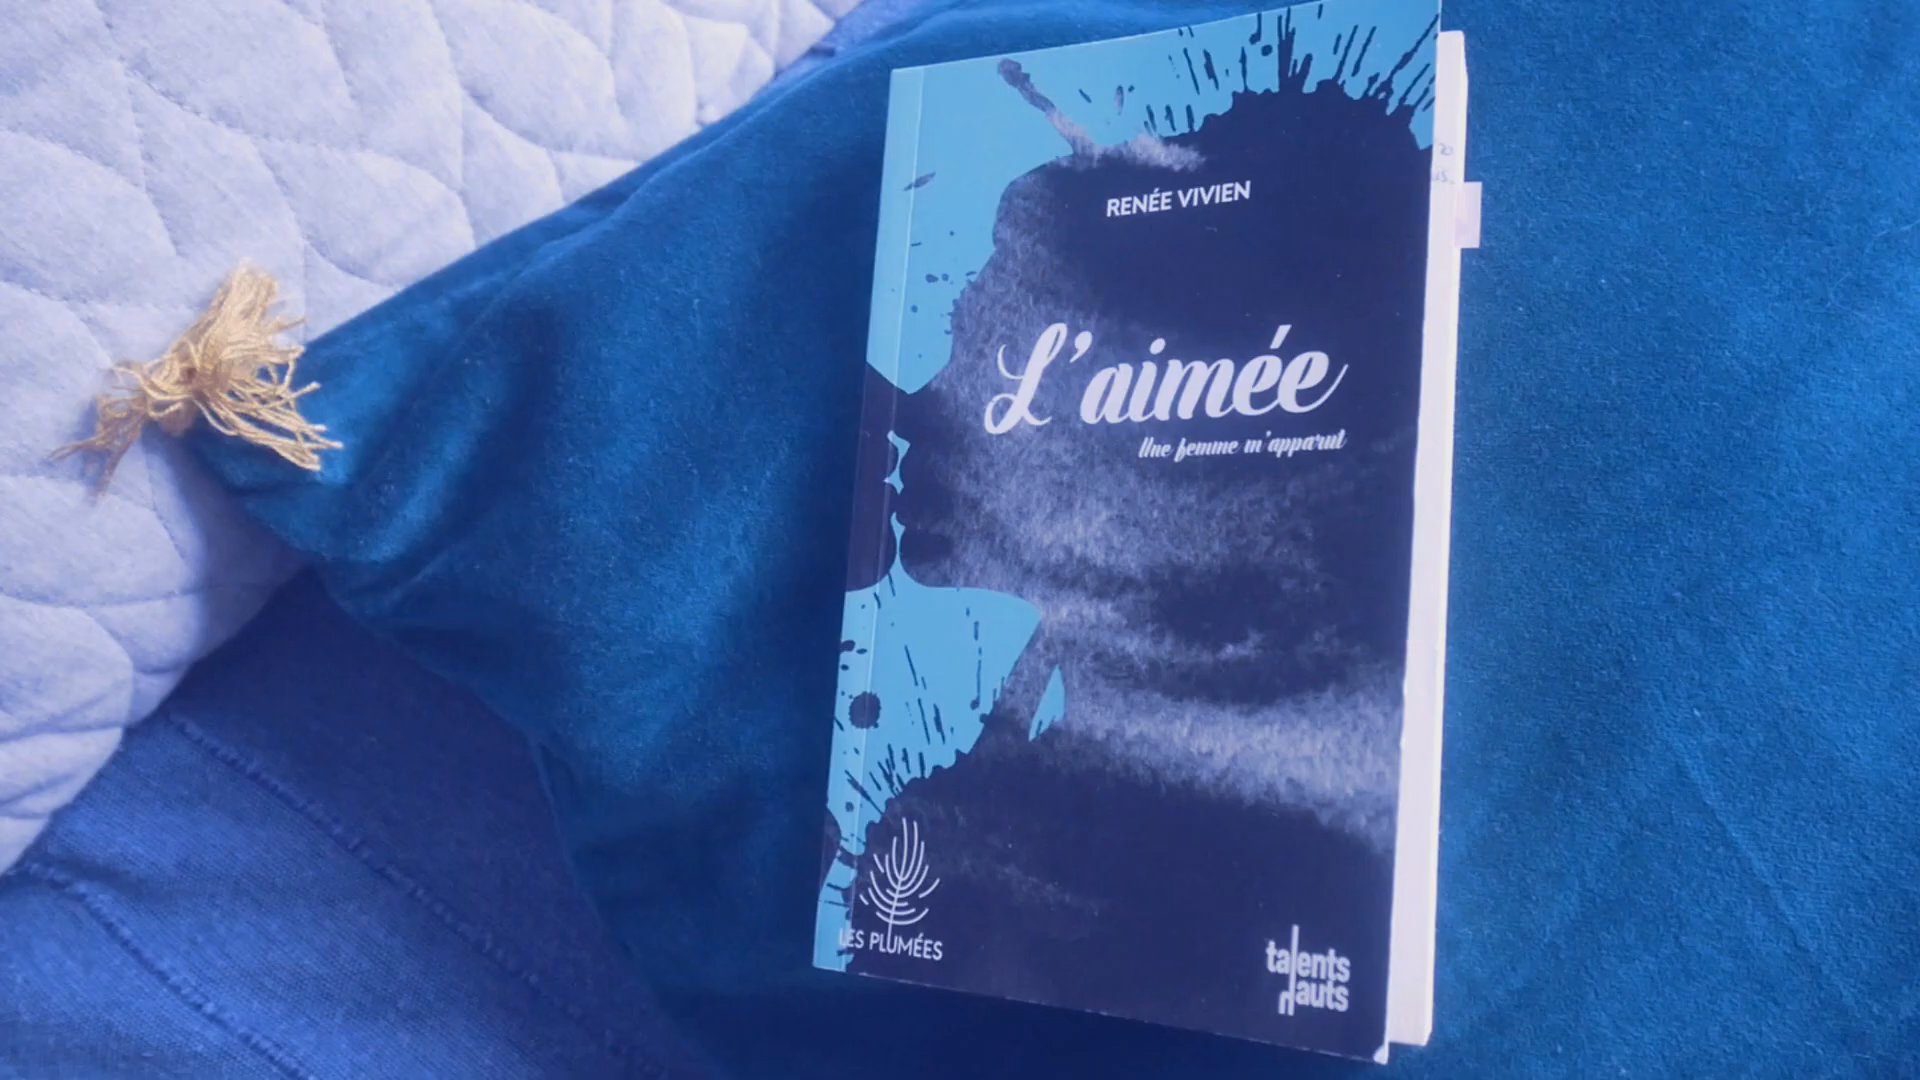 RENÉE VIVIEN
L'aimée
Une femme m'apparut
LES PLUMÉES
talents
hauts